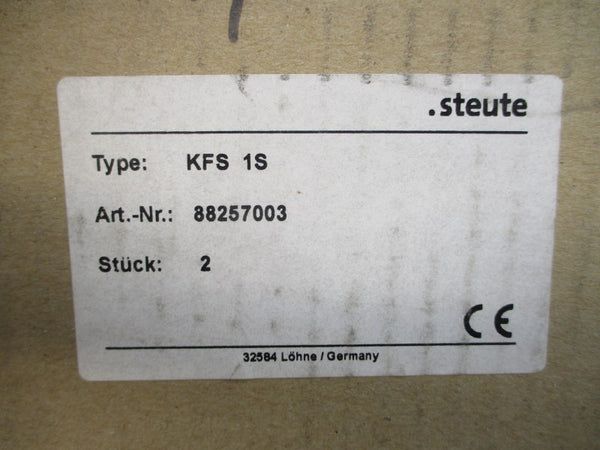 .steute
Type: KFS 1S
Art.-Nr.: 88257003
Stück: 2
CE
32584 Löhne / Germany